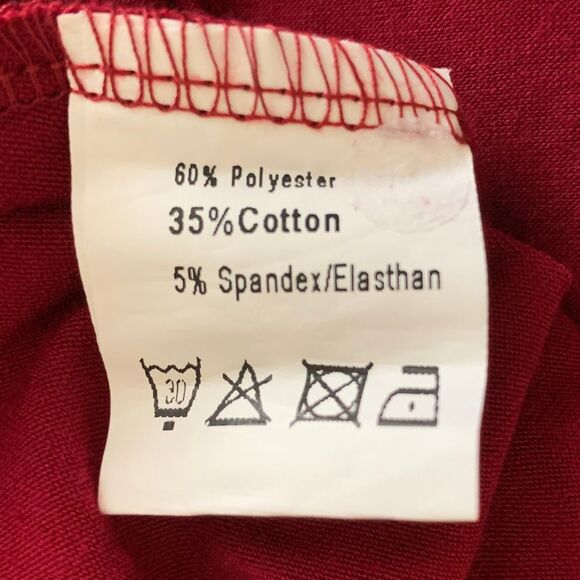 60% Polyester
35%Cotton
5% Spandex/Elasthan